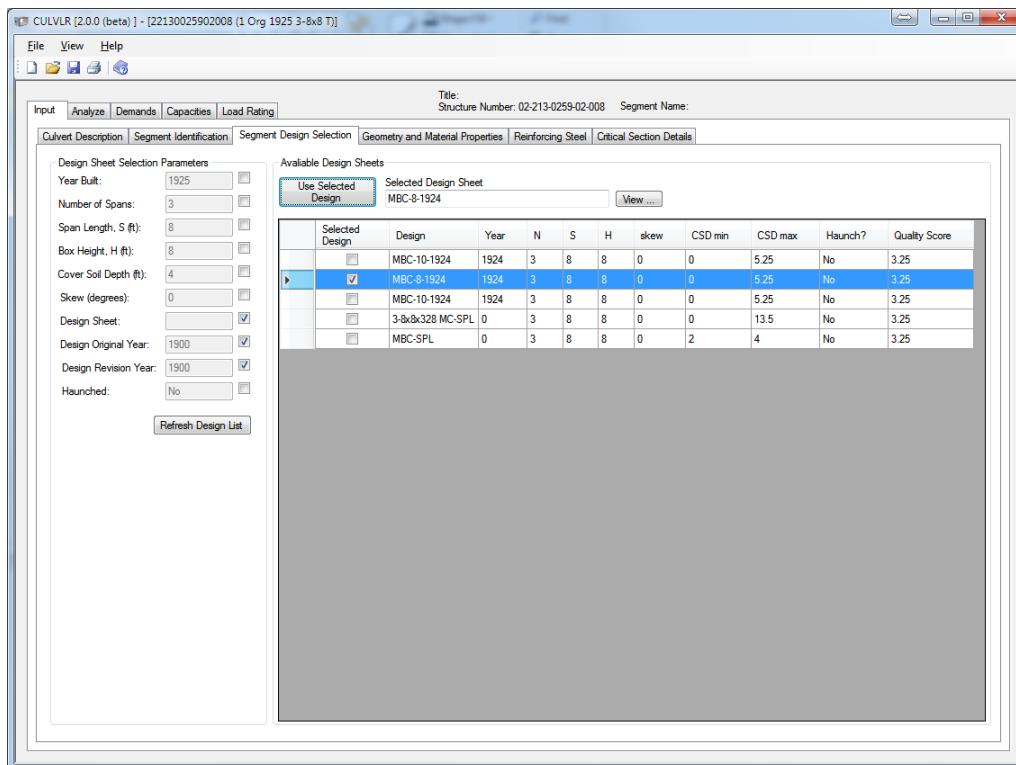 CULVLR [2.0.0 (beta) ] - [22130025902008 (1 Org 1925 3-8x8 T)]
File View Help
Title:
Structure Number: 02-213-0259-02-008 Segment Name:
Input Analyze Demands Capacities Load Rating
Culvert Description Segment Identification Segment Design Selection Geometry and Material Properties Reinforcing Steel Critical Section Details
Design Sheet Selection Parameters
Year Built: 1925
Number of Spans: 3
Span Length, S (ft): 8
Box Height, H (ft): 8
Cover Soil Depth (ft): 4
Skew (degrees): 0
Design Sheet:
Design Original Year: 1900
Design Revision Year: 1900
Haunched: No
Refresh Design List
Avaliable Design Sheets
Use Selected
Design
Selected Design Sheet
MBC-8-1924 View ...
Selected
Design Design Year N S H skew CSD min CSD max Haunch? Quality Score
MBC-10-1924 1924 3 8 8 0 0 5.25 No 3.25
MBC-8-1924 1924 3 8 8 0 0 5.25 No 3.25
MBC-10-1924 1924 3 8 8 0 0 5.25 No 3.25
3-8x8x328 MC-SPL 0 3 8 8 0 0 13.5 No 3.25
MBC-SPL 0 3 8 8 0 2 4 No 3.25